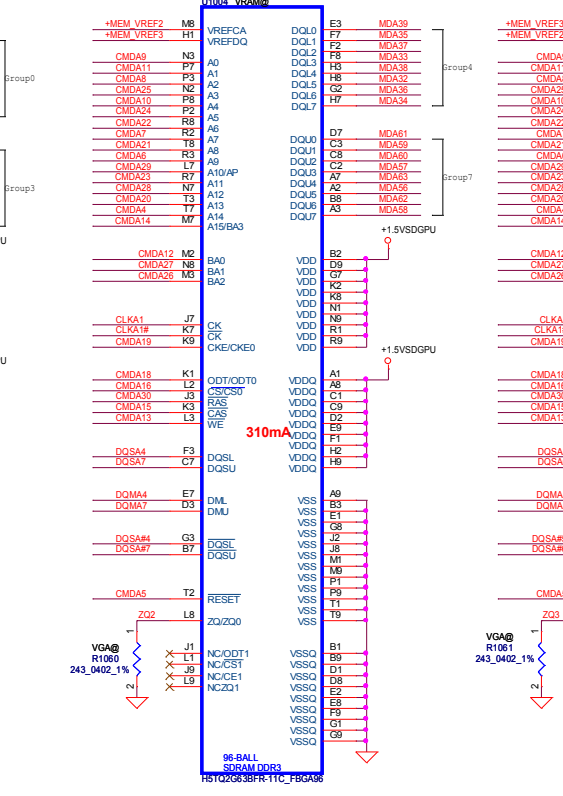 U1004 VRAM@
+MEM_VREF2 M8 VREFCA
+MEM_VREF3 H1 VREFDQ
CMDA9 N3 A0
CMDA11 P7 A1
CMDA8 P3 A2
CMDA25 N2 A3
CMDA10 P8 A4
CMDA24 P2 A5
CMDA22 R8 A6
CMDA7 R2 A7
CMDA21 T8 A8
CMDA6 R3 A9
CMDA29 L7 A10/AP
CMDA23 R7 A11
CMDA28 N7 A12
CMDA20 T3 A13
CMDA4 T7 A14
CMDA14 M7 A15/BA3
CMDA12 M2 BA0
CMDA27 N8 BA1
CMDA26 M3 BA2
CLKA1 J7 CK
CLKA1# K7 CK
CMDA19 K9 CKE/CKE0
CMDA18 K1 ODT/ODT0
CMDA16 L2 CS/CS0
CMDA30 J3 RAS
CMDA15 K3 CAS
CMDA13 L3 WE
DQSA4 F3 DQSL
DQSA7 C7 DQSU
DQMA4 E7 DML
DQMA7 D3 DMU
DQSA#4 G3 DQSL
DQSA#7 B7 DQSU
CMDA5 T2 RESET
ZQ2 L8 ZQ/ZQ0
J1 NC/ODT1
L1 NC/CS1
J9 NC/CE1
L9 NCZQ1
DQL0 E3 MDA39
DQL1 F7 MDA35
DQL2 F2 MDA37
DQL3 F8 MDA33
DQL4 H3 MDA38
DQL5 H8 MDA32
DQL6 G2 MDA36
DQL7 H7 MDA34
Group4
DQU0 D7 MDA61
DQU1 C3 MDA59
DQU2 C8 MDA60
DQU3 C2 MDA57
DQU4 A7 MDA63
DQU5 A2 MDA56
DQU6 B8 MDA62
DQU7 A3 MDA58
Group7
+1.5VSDGPU
VDD B2
VDD D9
VDD G7
VDD K2
VDD K8
VDD N1
VDD N9
VDD R1
VDD R9
+1.5VSDGPU
VDDQ A1
VDDQ A8
VDDQ C1
VDDQ C9
VDDQ D2
VDDQ E9
VDDQ F1
VDDQ H2
VDDQ H9
310mA
VSS A9
VSS B3
VSS E1
VSS G8
VSS J2
VSS J8
VSS M1
VSS M9
VSS P1
VSS P9
VSS T1
VSS T9
VSSQ B1
VSSQ B9
VSSQ D1
VSSQ D8
VSSQ E2
VSSQ E8
VSSQ F9
VSSQ G1
VSSQ G9
VGA@
R1060
243_0402_1%
1
2
96-BALL
SDRAM DDR3
H5TQ2G63BFR-11C_FBGA96
Group0
Group3
+MEM_VREF3
+MEM_VREF2
ZQ3
VGA@
R1061
243_0402_1%
1
2